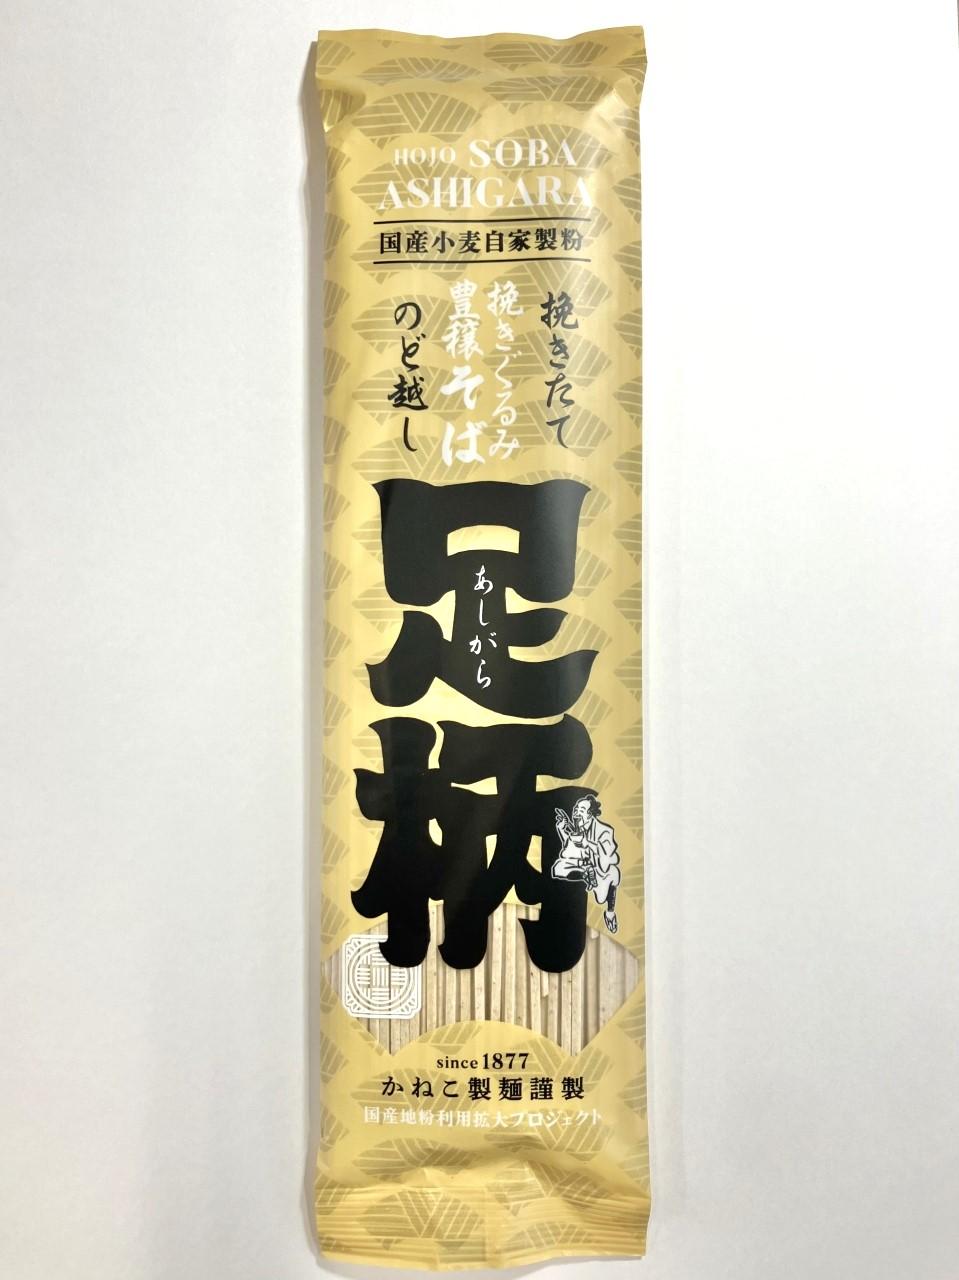 HOJO SOBA
ASHIGARA
国産小麦自家製粉
挽きたて
挽きぐるみ
豊穣そば
のど越し
足柄
あしがら
since 1877
かねこ製麺謹製
国産地粉利用拡大プロジェクト